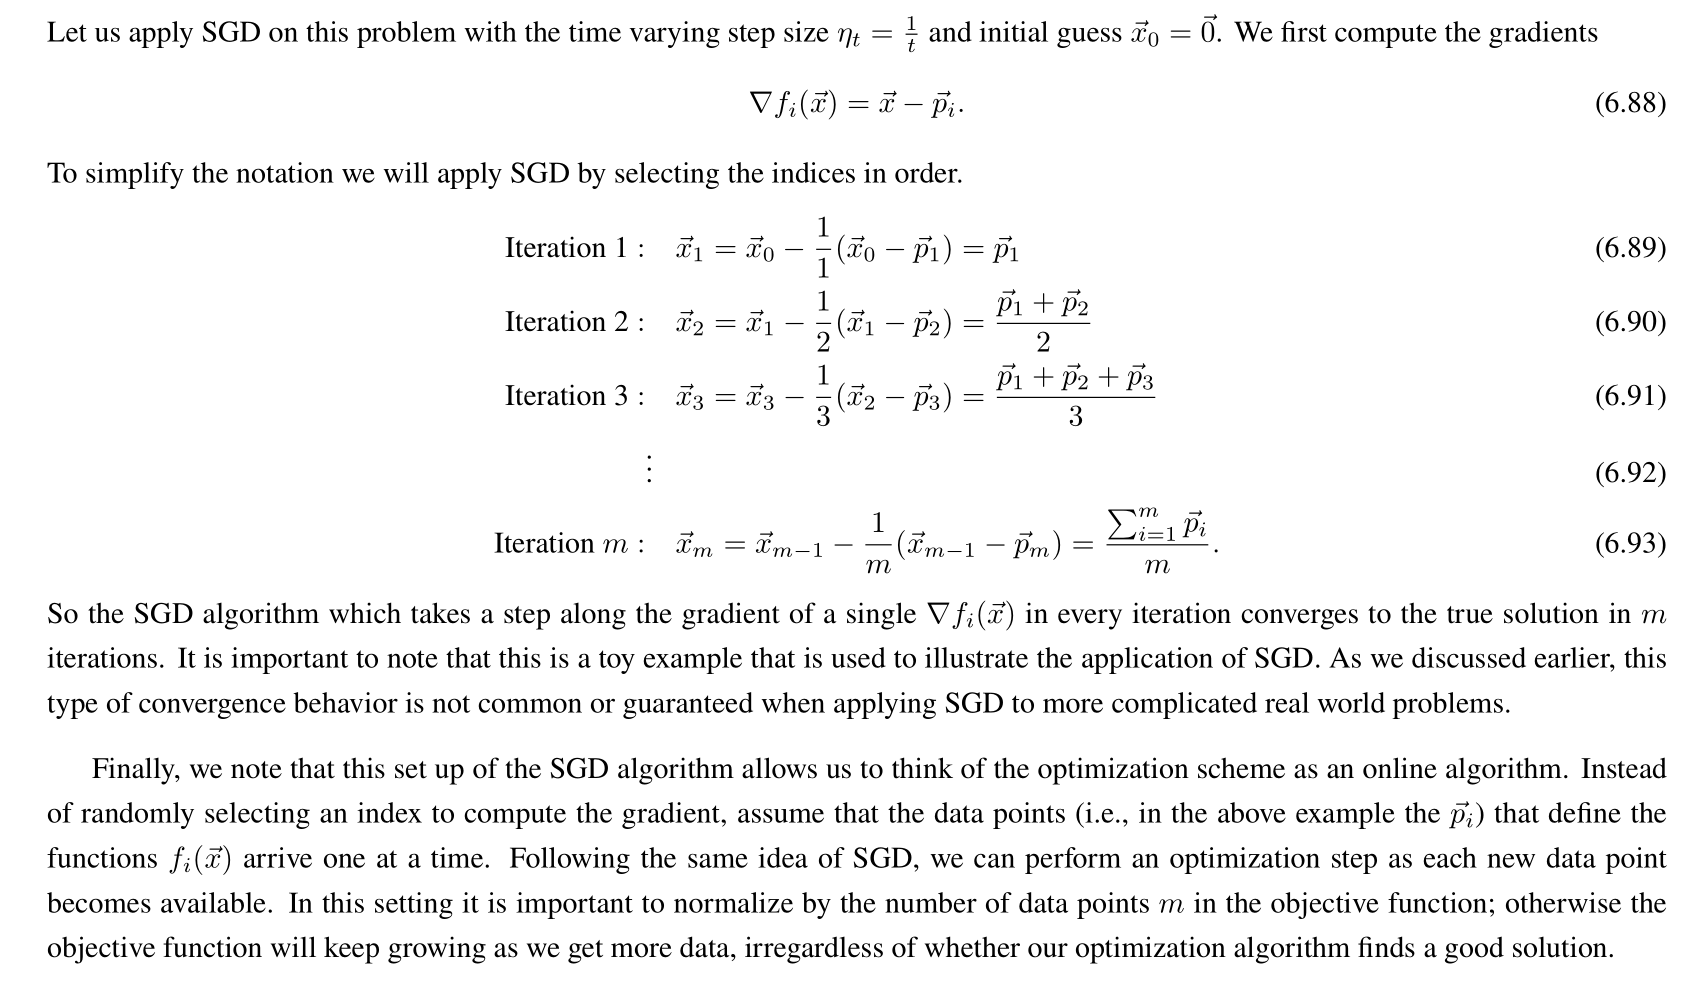 Let us apply SGD on this problem with the time varying step size $\eta_t = \frac{1}{t}$ and initial guess $\vec{x}_0 = \vec{0}$. We first compute the gradients
$\nabla f_i(\vec{x}) = \vec{x} - \vec{p}_i.$ (6.88)
To simplify the notation we will apply SGD by selecting the indices in order.
Iteration 1 : $\vec{x}_1 = \vec{x}_0 - \frac{1}{1}(\vec{x}_0 - \vec{p}_1) = \vec{p}_1$ (6.89)
Iteration 2 : $\vec{x}_2 = \vec{x}_1 - \frac{1}{2}(\vec{x}_1 - \vec{p}_2) = \frac{\vec{p}_1 + \vec{p}_2}{2}$ (6.90)
Iteration 3 : $\vec{x}_3 = \vec{x}_3 - \frac{1}{3}(\vec{x}_2 - \vec{p}_3) = \frac{\vec{p}_1 + \vec{p}_2 + \vec{p}_3}{3}$ (6.91)
$\vdots$ (6.92)
Iteration $m$ : $\vec{x}_m = \vec{x}_{m-1} - \frac{1}{m}(\vec{x}_{m-1} - \vec{p}_m) = \frac{\sum_{i=1}^{m} \vec{p}_i}{m}.$ (6.93)
So the SGD algorithm which takes a step along the gradient of a single $\nabla f_i(\vec{x})$ in every iteration converges to the true solution in $m$
iterations. It is important to note that this is a toy example that is used to illustrate the application of SGD. As we discussed earlier, this
type of convergence behavior is not common or guaranteed when applying SGD to more complicated real world problems.
Finally, we note that this set up of the SGD algorithm allows us to think of the optimization scheme as an online algorithm. Instead
of randomly selecting an index to compute the gradient, assume that the data points (i.e., in the above example the $\vec{p}_i$) that define the
functions $f_i(\vec{x})$ arrive one at a time. Following the same idea of SGD, we can perform an optimization step as each new data point
becomes available. In this setting it is important to normalize by the number of data points $m$ in the objective function; otherwise the
objective function will keep growing as we get more data, irregardless of whether our optimization algorithm finds a good solution.